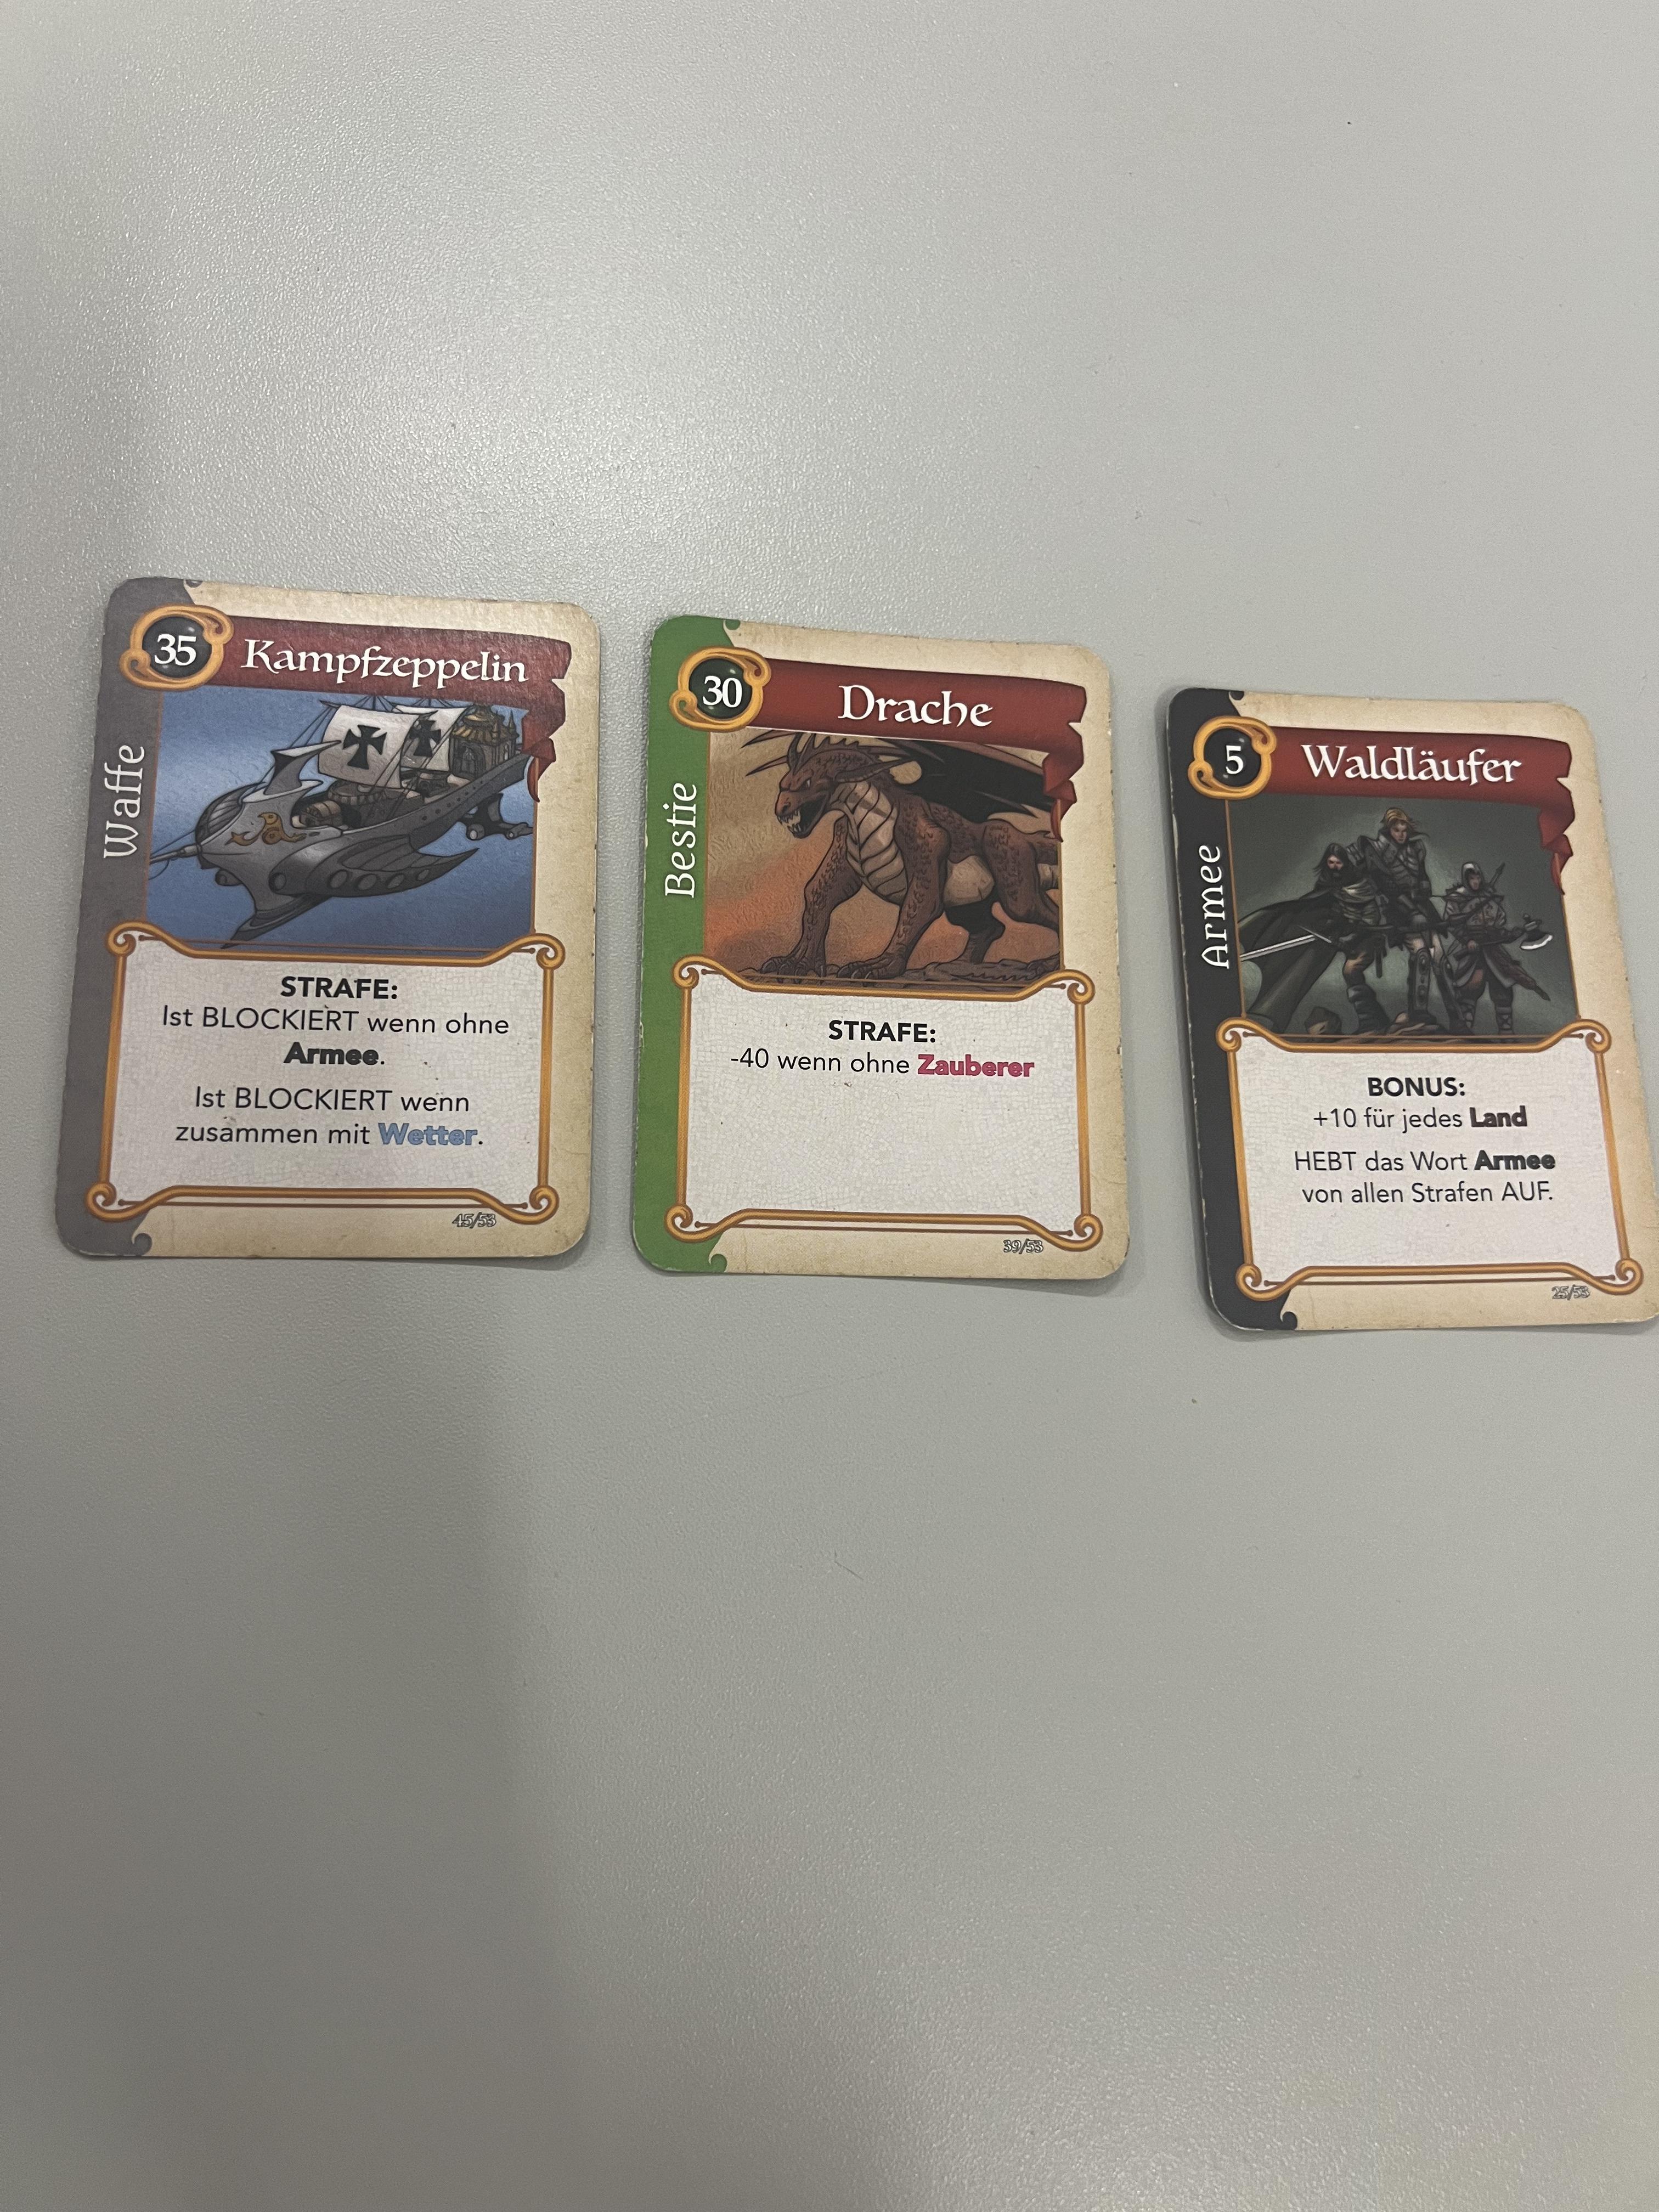 35
Kampfzeppelin
Waffe
STRAFE:
Ist BLOCKIERT wenn ohne
Armee.
Ist BLOCKIERT wenn
zusammen mit Wetter.
45/53
30
Drache
Bestie
STRAFE:
-40 wenn ohne Zauberer
39/53
5
Waldläufer
Armee
BONUS:
+10 für jedes Land
HEBT das Wort Armee
von allen Strafen AUF.
25/53